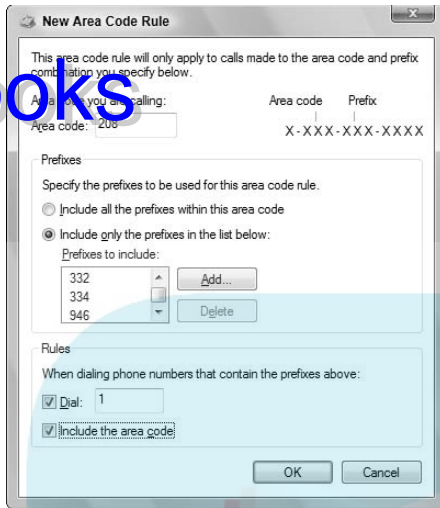 New Area Code Rule
This area code rule will only apply to calls made to the area code and prefix
combination you specify below.
ooks
Area code you are calling:
Area code Prefix
Area code: 208
X-XXX-XXX-XXXX
Prefixes
Specify the prefixes to be used for this area code rule.
Include all the prefixes within this area code
Include only the prefixes in the list below:
Prefixes to include:
332
334
946
Add...
Delete
Rules
When dialing phone numbers that contain the prefixes above:
Dial: 1
Include the area code
OK Cancel